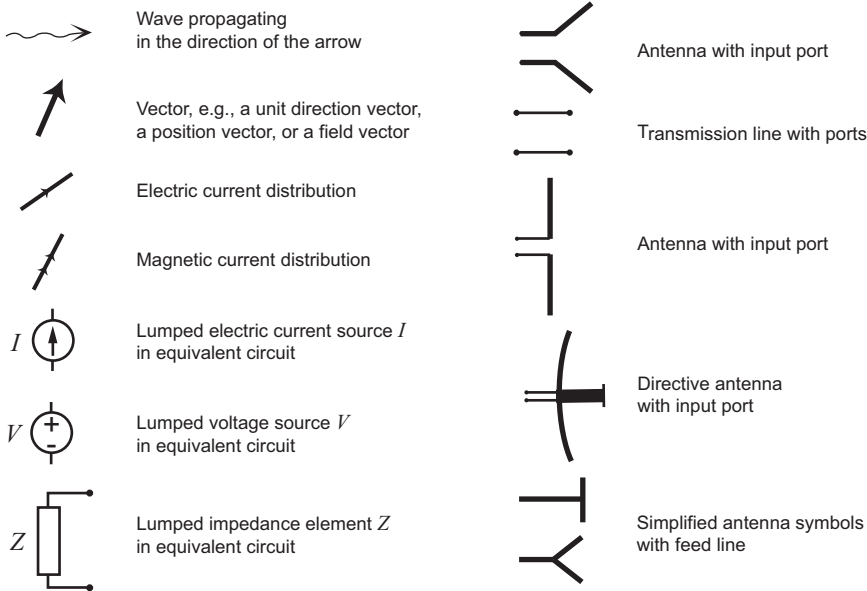 Wave propagating
in the direction of the arrow
Vector, e.g., a unit direction vector,
a position vector, or a field vector
Electric current distribution
Magnetic current distribution
I
Lumped electric current source I
in equivalent circuit
V
+
-
Lumped voltage source V
in equivalent circuit
Z
Lumped impedance element Z
in equivalent circuit
Antenna with input port
Transmission line with ports
Antenna with input port
Directive antenna
with input port
Simplified antenna symbols
with feed line